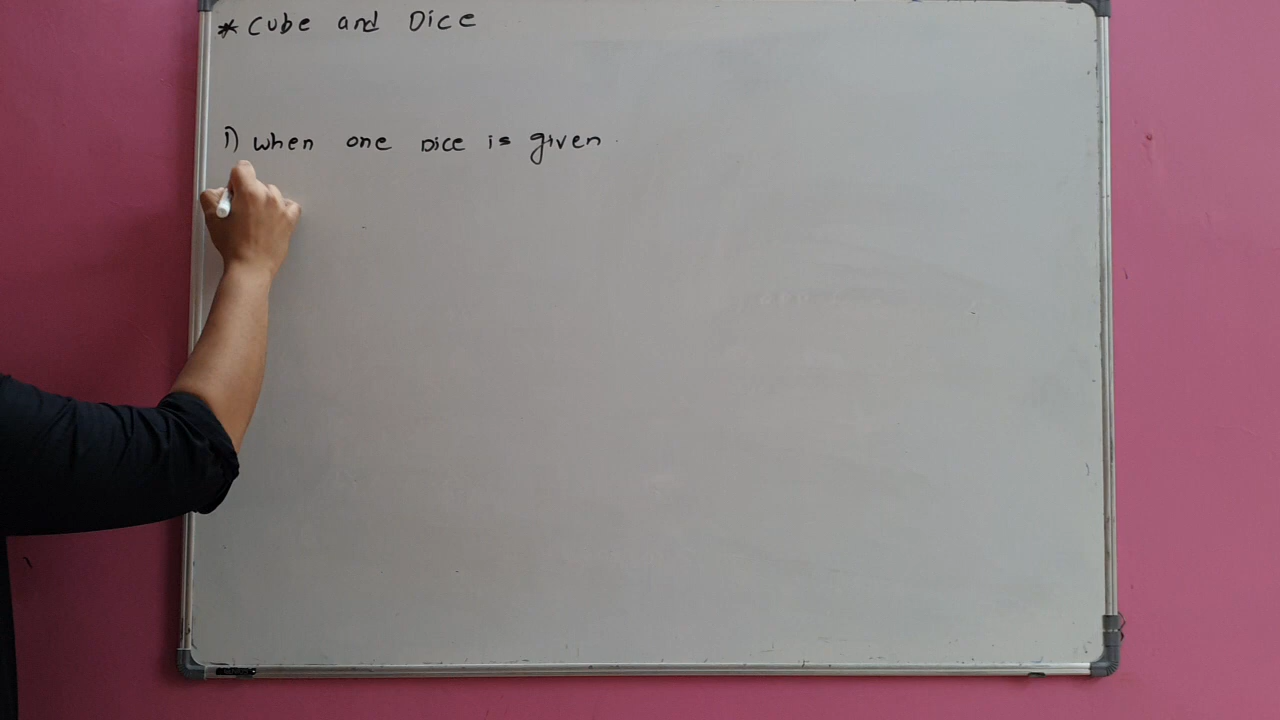 * Cube and Dice
1) when one Dice is given.